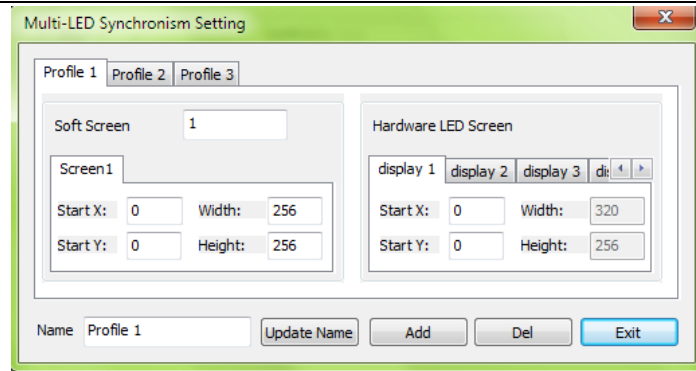 Multi-LED Synchronism Setting
Profile 1 Profile 2 Profile 3
Soft Screen 1
Hardware LED Screen
Screen1
display 1 display 2 display 3
Start X: 0 Width: 256
Start X: 0 Width: 320
Start Y: 0 Height: 256
Start Y: 0 Height: 256
Name Profile 1 Update Name Add Del Exit